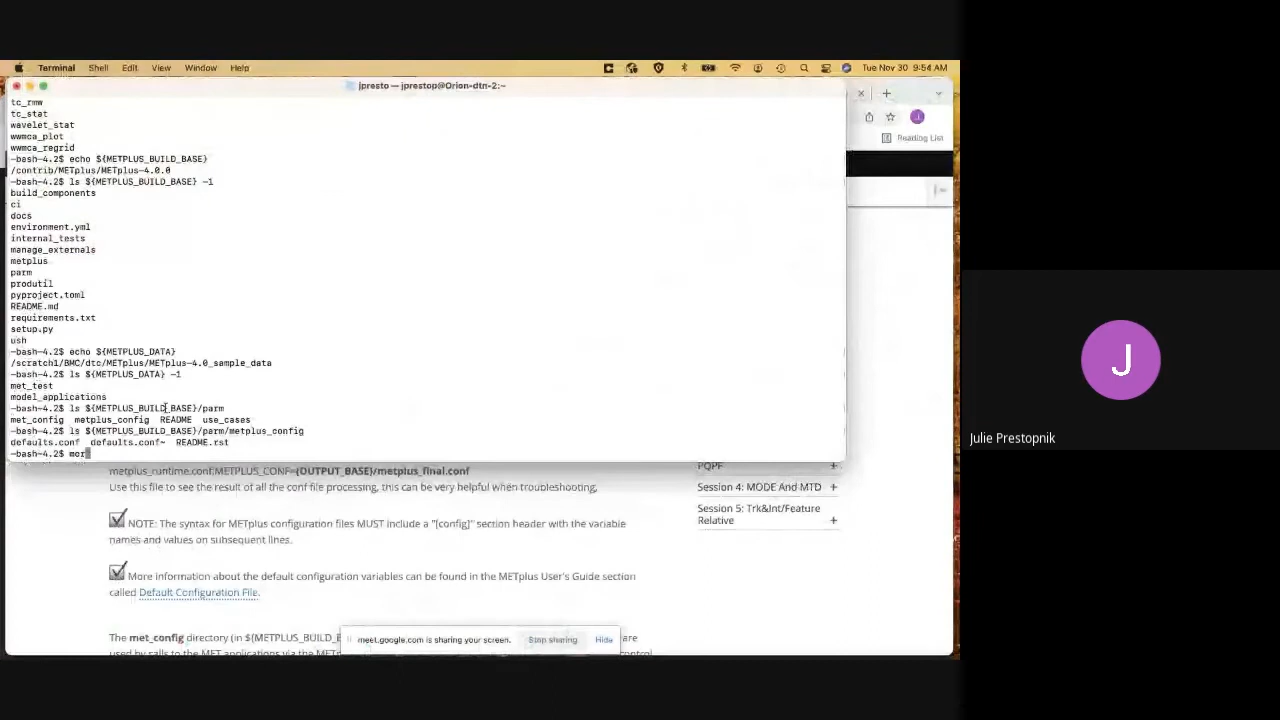 Terminal Shell Edit View Window Help Tue Nov 30 9:54 AM
jpresto — jprestop@Orion-dtn-2:~
Reading List
tc_rmw
tc_stat
wavelet_stat
wwmca_plot
wwmca_regrid
-bash-4.2$ echo ${METPLUS_BUILD_BASE}
/contrib/METplus/METplus-4.0.0
-bash-4.2$ ls ${METPLUS_BUILD_BASE} -1
build_components
ci
docs
environment.yml
internal_tests
manage_externals
metplus
parm
produtil
pyproject.toml
README.md
requirements.txt
setup.py
ush
-bash-4.2$ echo ${METPLUS_DATA}
/scratch1/BMC/dtc/METplus/METplus-4.0_sample_data
-bash-4.2$ ls ${METPLUS_DATA} -1
met_test
model_applications
-bash-4.2$ ls ${METPLUS_BUILD_BASE}/parm
met_config metplus_config README use_cases
-bash-4.2$ ls ${METPLUS_BUILD_BASE}/parm/metplus_config
defaults.conf defaults.conf~ README.rst
-bash-4.2$ mor
metplus_runtime.conf:METPLUS_CONF={OUTPUT_BASE}/metplus_final.conf
Use this file to see the result of all the conf file processing, this can be very helpful when troubleshooting,
NOTE: The syntax for METplus configuration files MUST include a "[config]" section header with the variable
names and values on subsequent lines.
More information about the default configuration variables can be found in the METplus User's Guide section
called Default Configuration File.
The met_config directory (in ${METPLUS_BUILD_B are
PQPF +
Session 4: MODE And MTD +
Session 5: Trk&Int/Feature
Relative +
meet.google.com is sharing your screen. Stop sharing Hide
J
Julie Prestopnik